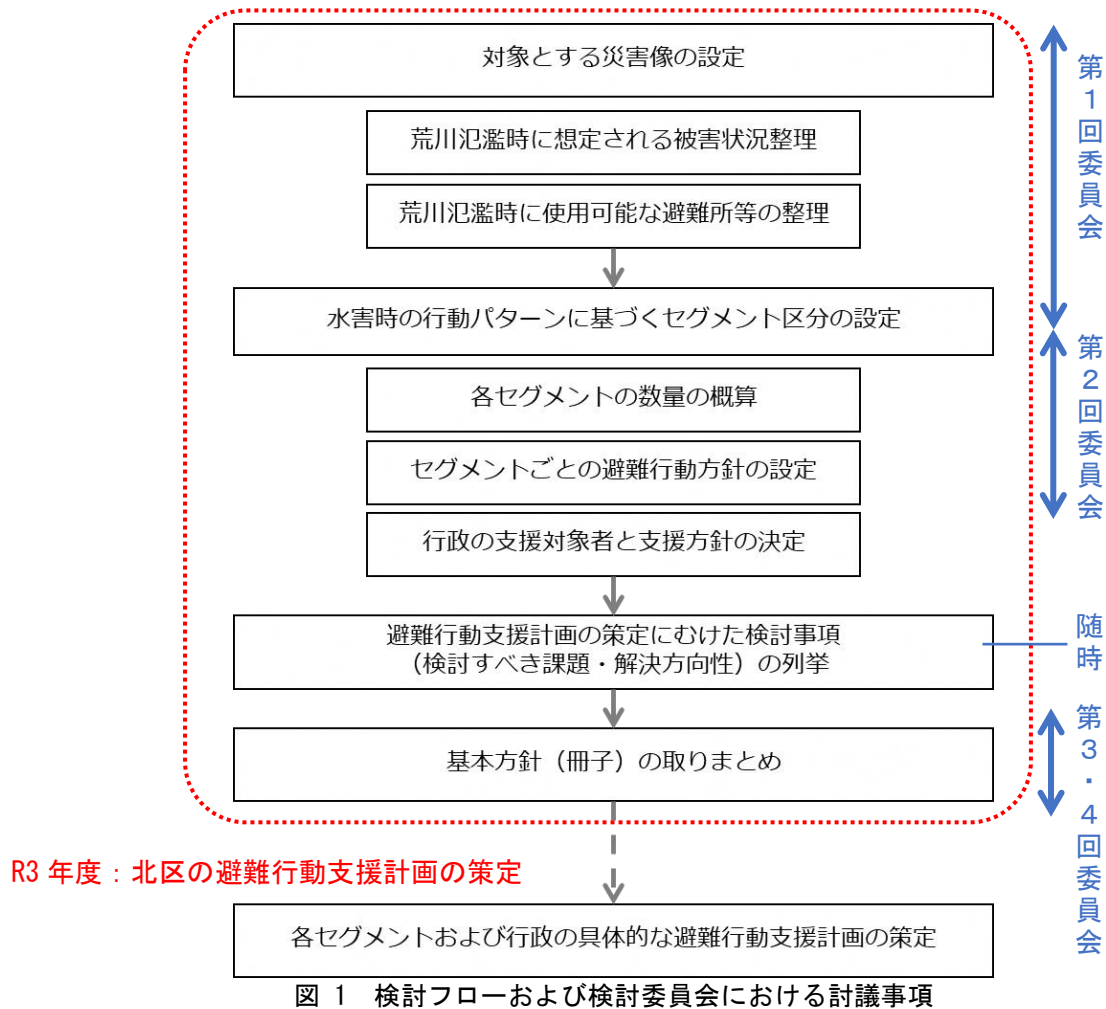 対象とする災害像の設定
荒川氾濫時に想定される被害状況整理
荒川氾濫時に使用可能な避難所等の整理
水害時の行動パターンに基づくセグメント区分の設定
各セグメントの数量の概算
セグメントごとの避難行動方針の設定
行政の支援対象者と支援方針の決定
避難行動支援計画の策定にむけた検討事項
（検討すべき課題・解決方向性）の列挙
基本方針（冊子）の取りまとめ
第１回委員会
第２回委員会
随時
第３・４回委員会
R3 年度：北区の避難行動支援計画の策定
各セグメントおよび行政の具体的な避難行動支援計画の策定
図 1　検討フローおよび検討委員会における討議事項